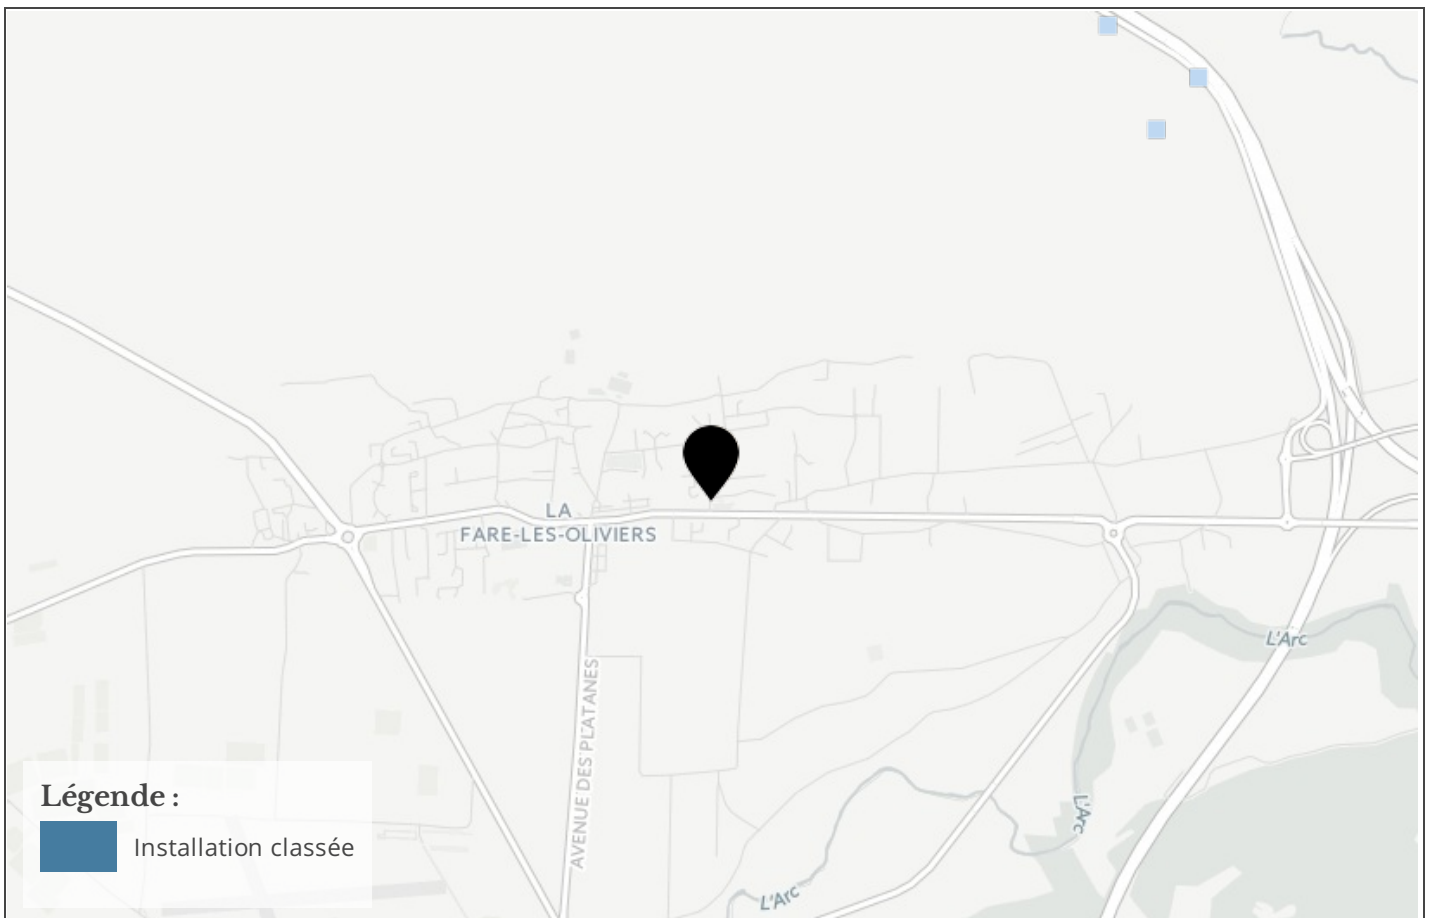 LA
FARE-LES-OLIVIERS
L'Arc
AVENUE DES PLATANES
L'Arc
L'Arc
Légende :
Installation classée